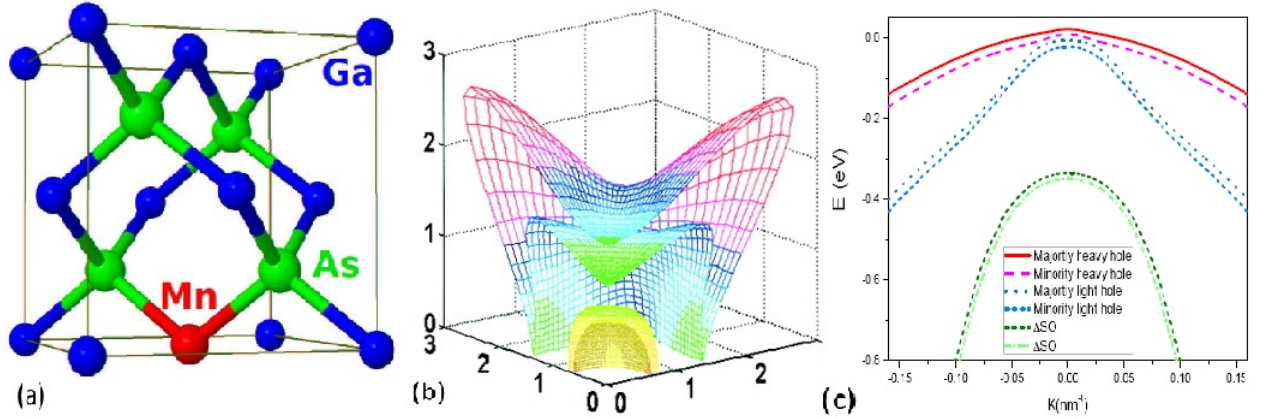 Ga
As
Mn
(a)
3
2
1
0
3
2
1
0
0
1
2
(b)
0.0
-0.2
-0.4
-0.6
-0.8
E (eV)
Majortly heavy hole
Minority heavy hole
Majortly light hole
Minority light hole
ΔSO
ΔSO
-0.15
-0.10
-0.05
0.00
0.05
0.10
0.15
K(nm⁻¹)
(c)